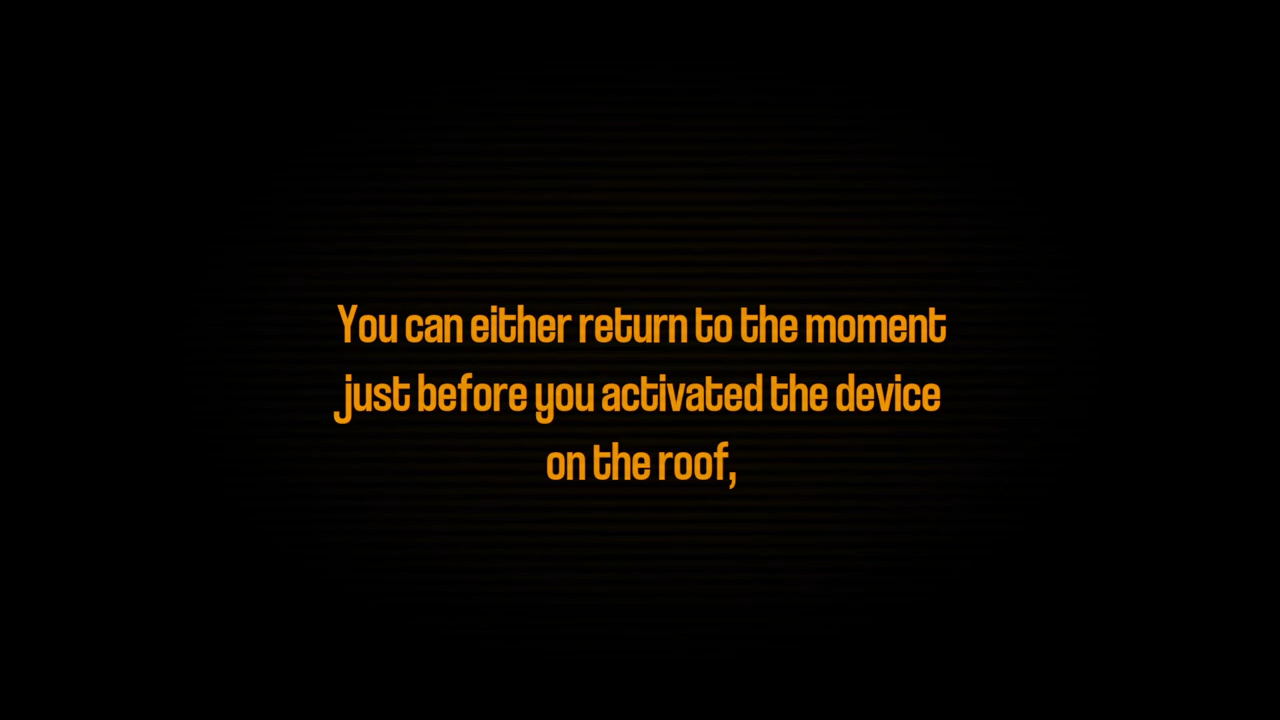 You can either return to the moment
just before you activated the device
on the roof,